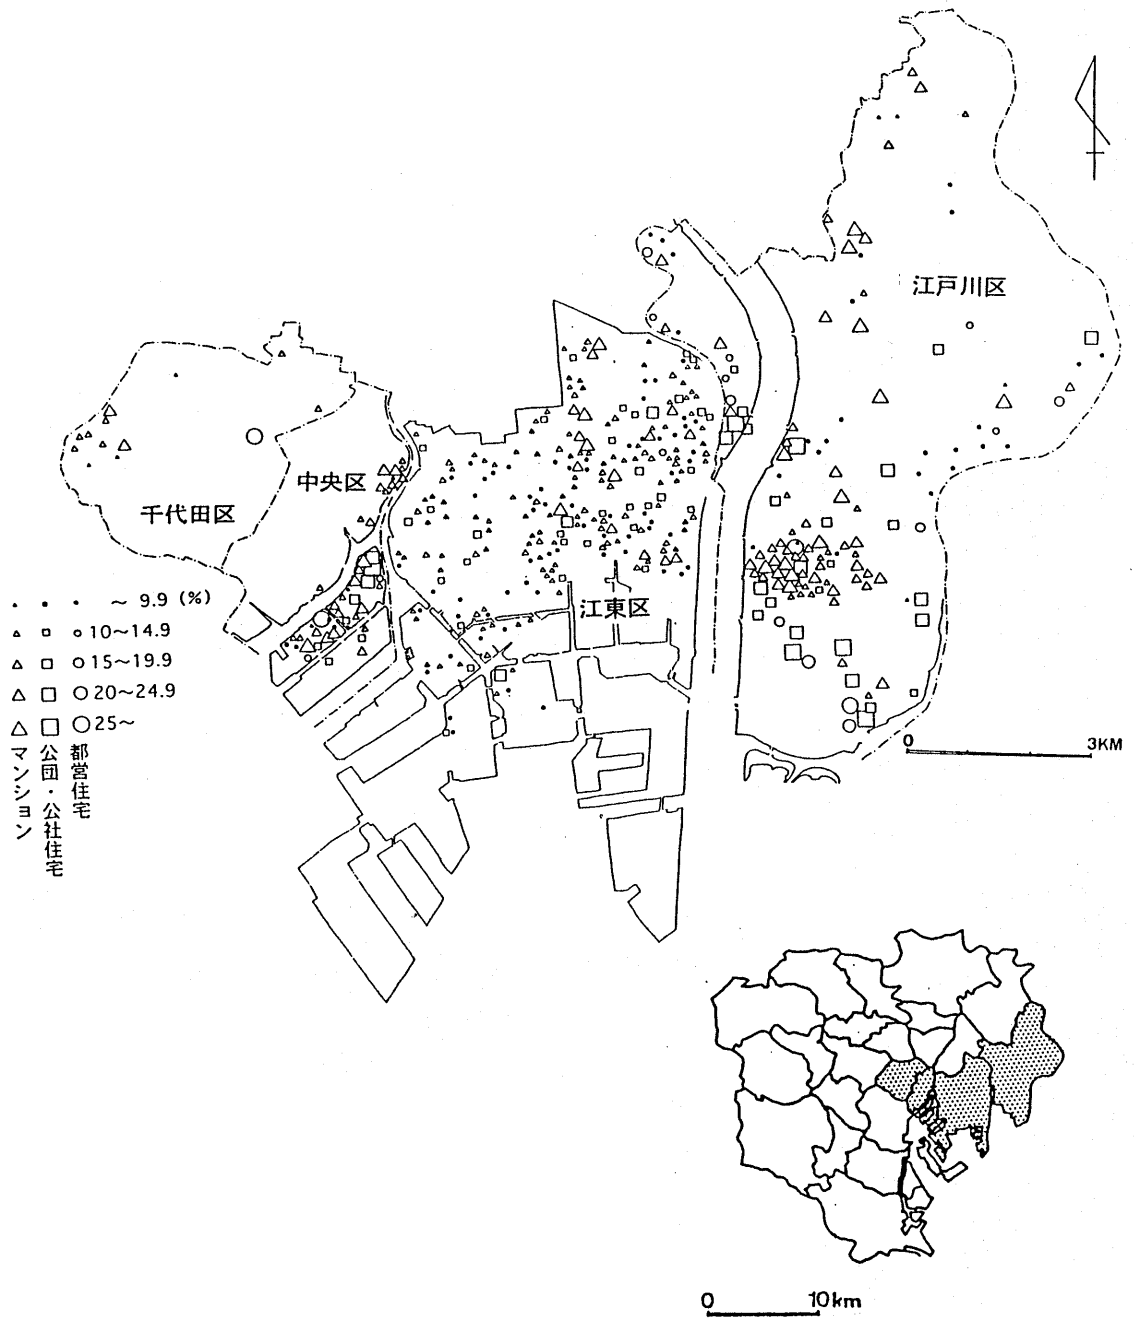 江戸川区
中央区
千代田区
江東区
～ 9.9 (%)
10～14.9
15～19.9
20～24.9
25～
マンション
公団・公社住宅
都営住宅
0 3KM
0 10km